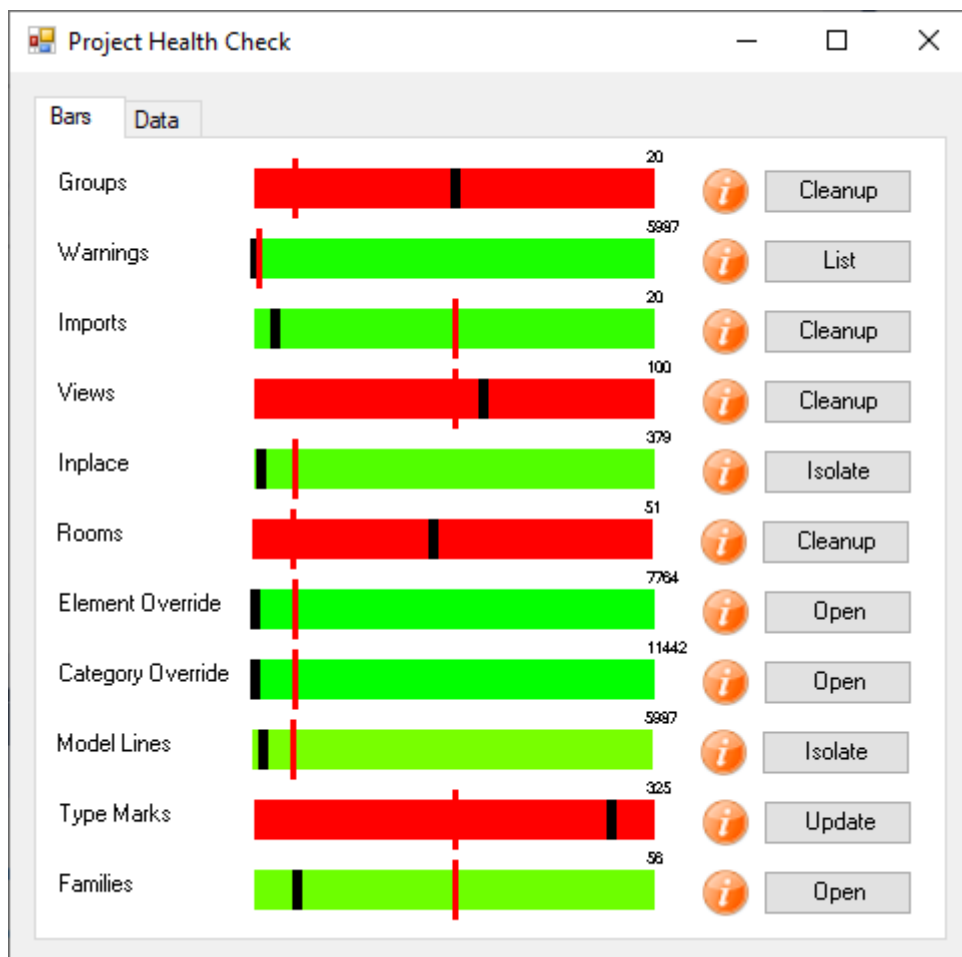 Project Health Check
Bars Data
20
Groups Cleanup
5997
Warnings List
20
Imports Cleanup
100
Views Cleanup
379
Inplace Isolate
51
Rooms Cleanup
7764
Element Override Open
11442
Category Override Open
5997
Model Lines Isolate
325
Type Marks Update
56
Families Open